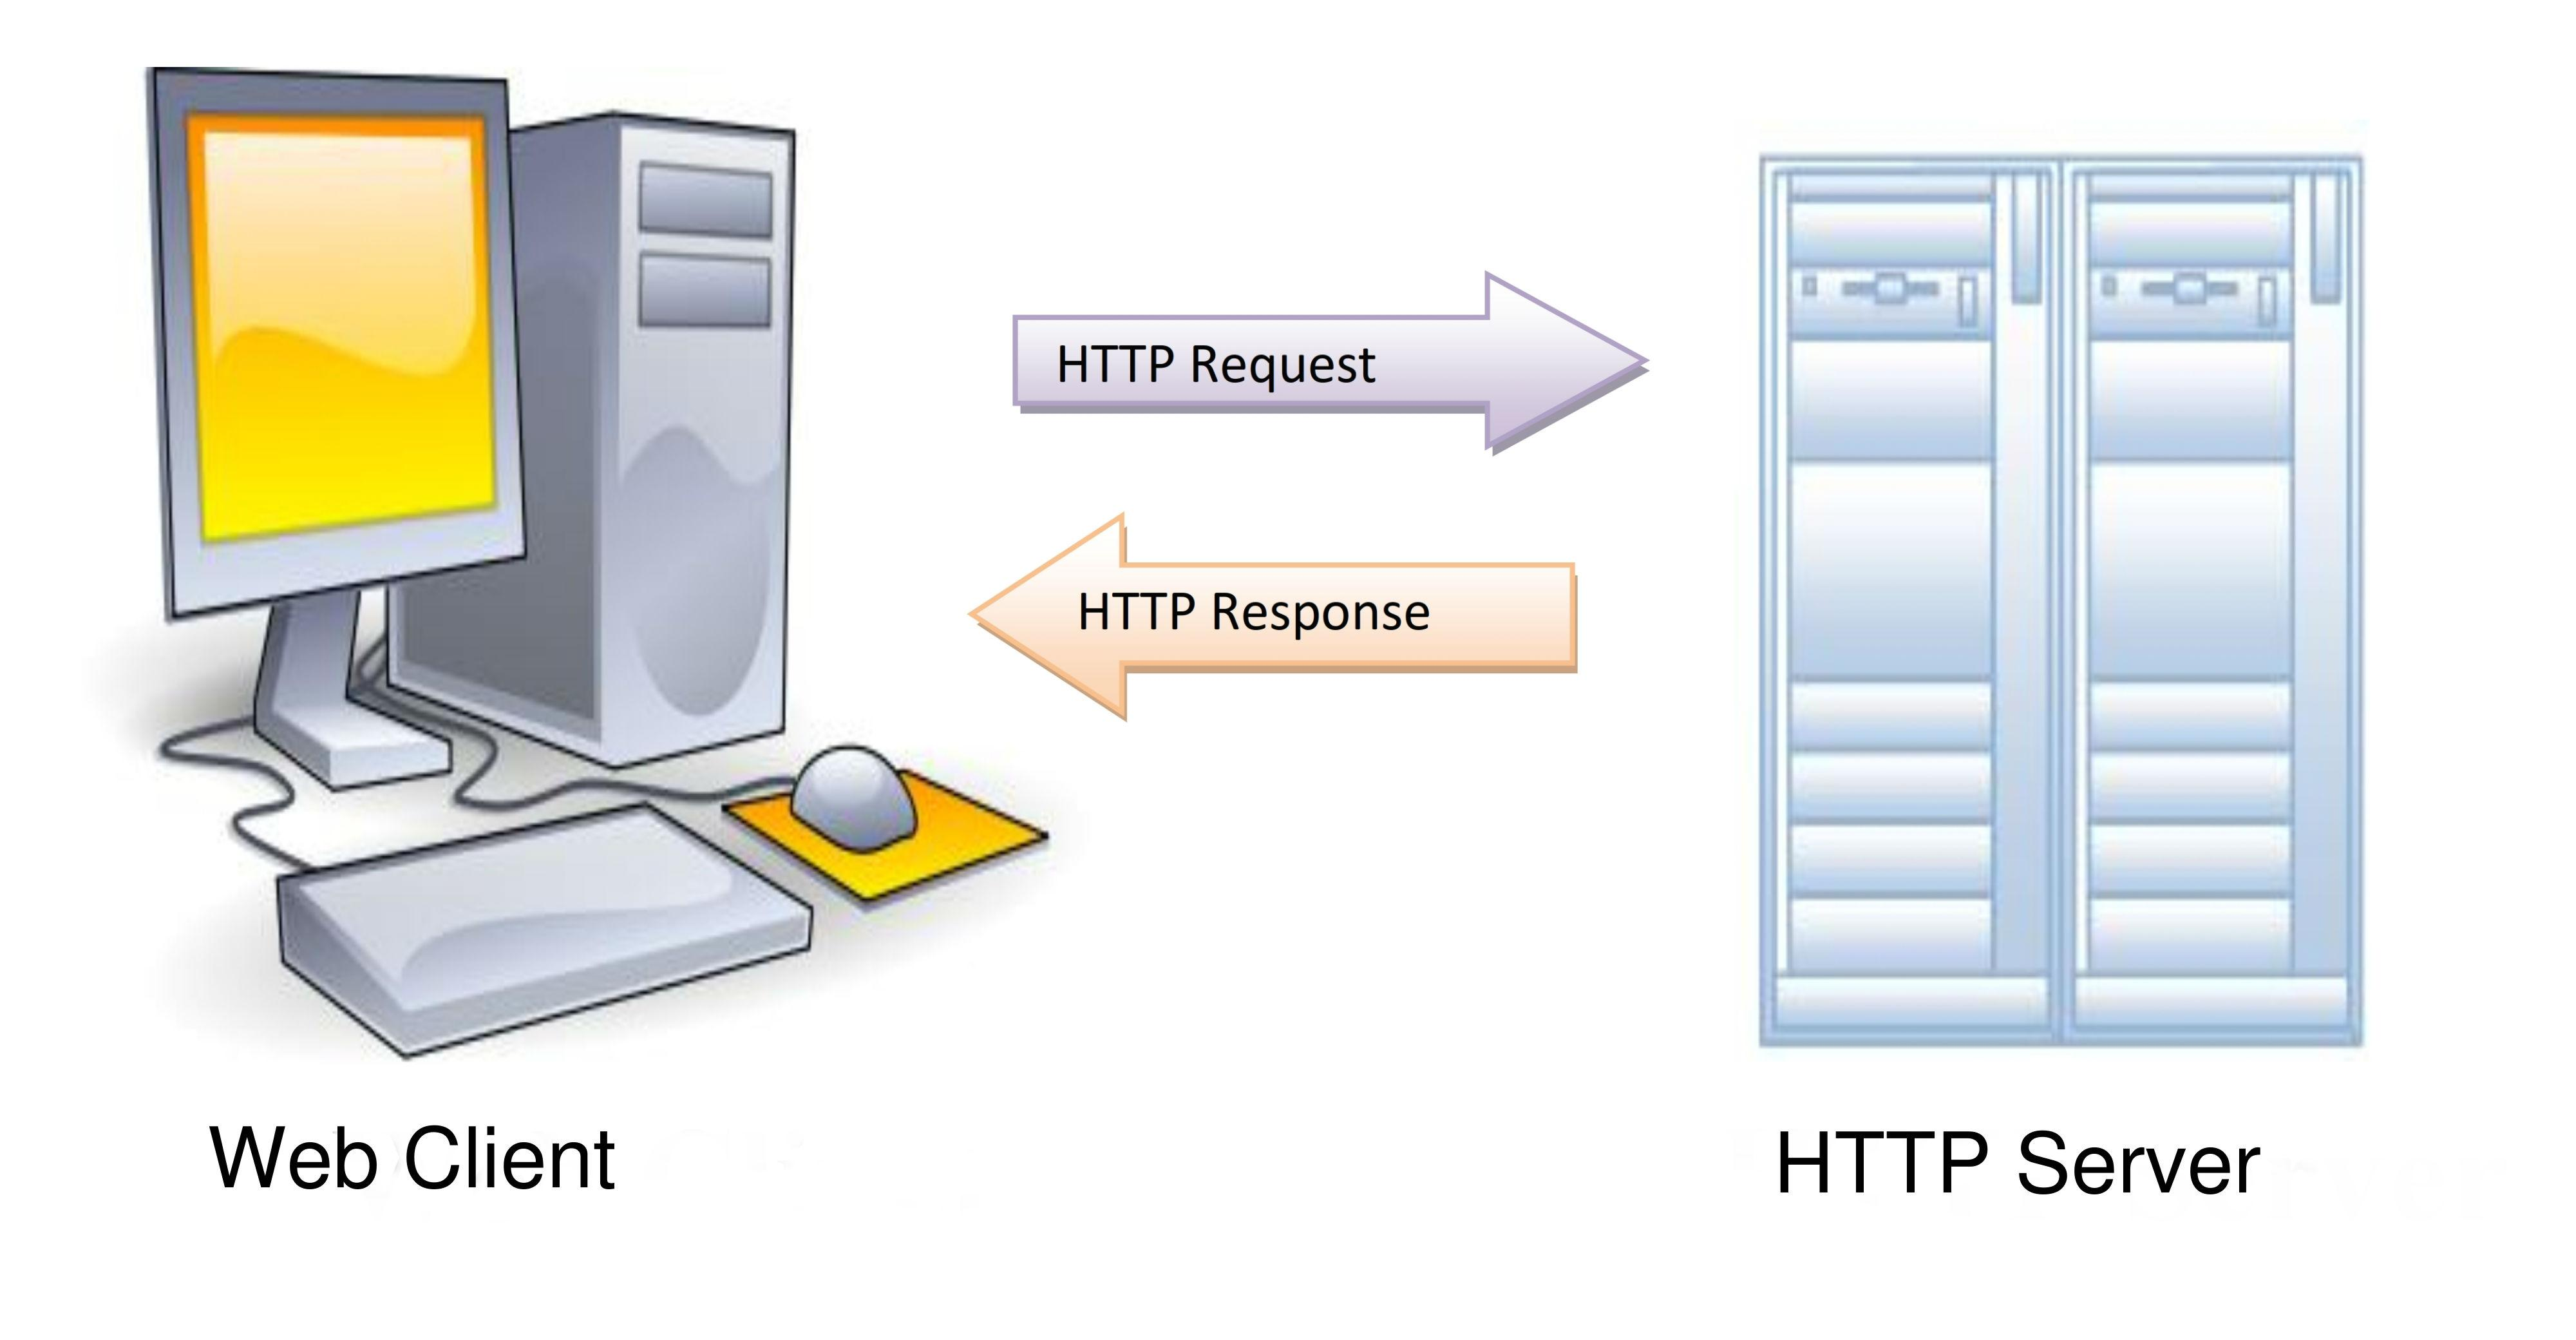 HTTP Request
HTTP Response
Web Client
HTTP Server